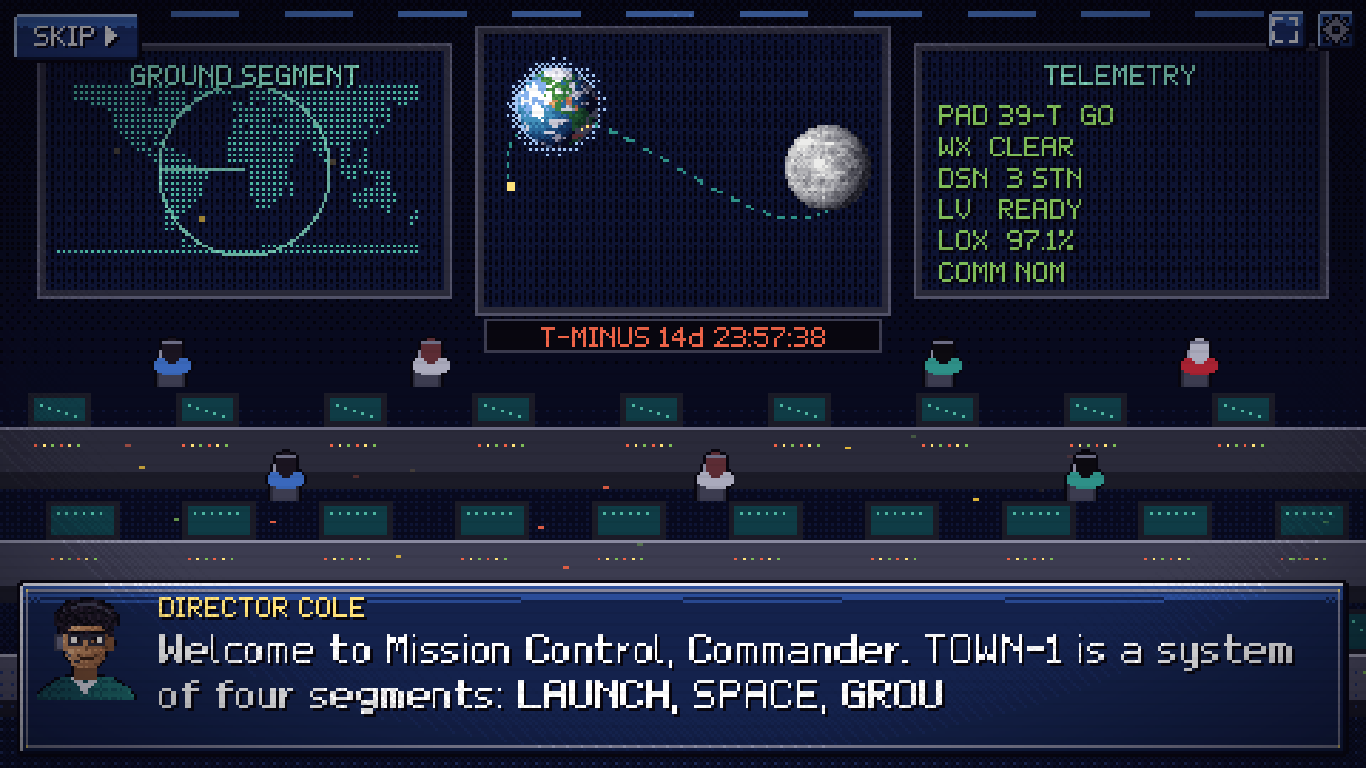 SKIP
GROUND SEGMENT
TELEMETRY
PAD 39-T GO
WX CLEAR
DSN 3 STN
LV READY
LOX 97.1%
COMM NOM
T-MINUS 14d 23:57:38
DIRECTOR COLE
Welcome to Mission Control, Commander. TOWN-1 is a system
of four segments: LAUNCH, SPACE, GROU